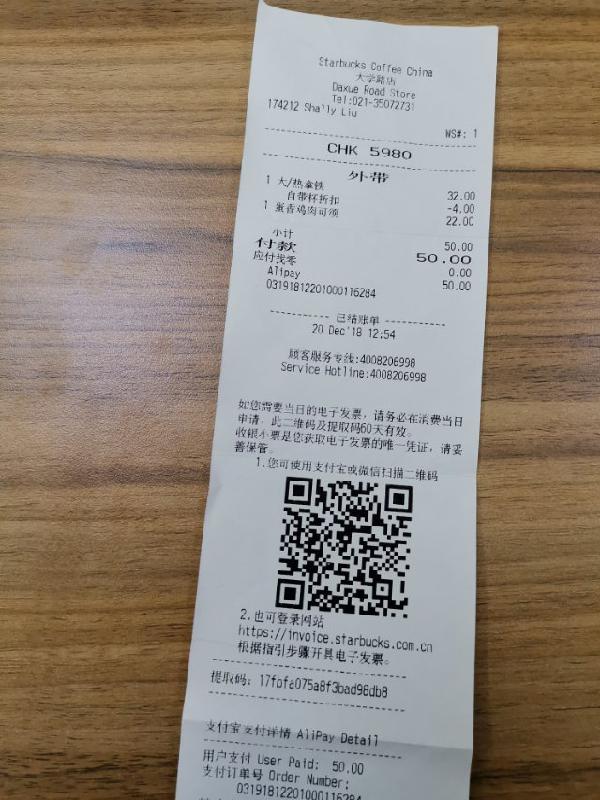 Starbucks Coffee China
大学路店
Daxue Road Store
Tel:021-35072731
174212 Shally Liu
WS#: 1
CHK 5980
外带
1 大/热拿铁 32.00
自带杯折扣 -4.00
1 蛋香鸡肉可颂 22.00
小计 50.00
付款 50.00
应付找零 0.00
Alipay 50.00
03191812201000116284
已结账单
20 Dec'18 12:54
顾客服务专线:4008206998
Service Hotline:4008206998
如您需要当日的电子发票，请务必在消费当日
申请，此二维码及提取码60天有效。
收银小票是您获取电子发票的唯一凭证，请妥
善保管。
1.您可使用支付宝或微信扫描二维码
2.也可登录网站
https://invoice.starbucks.com.cn
根据指引步骤开具电子发票。
提取码: 17fofa075a8f3bad98db8
支付宝支付详情 AliPay Detail
用户支付 User Paid: 50.00
支付订单号 Order Number:
03191812201000116284